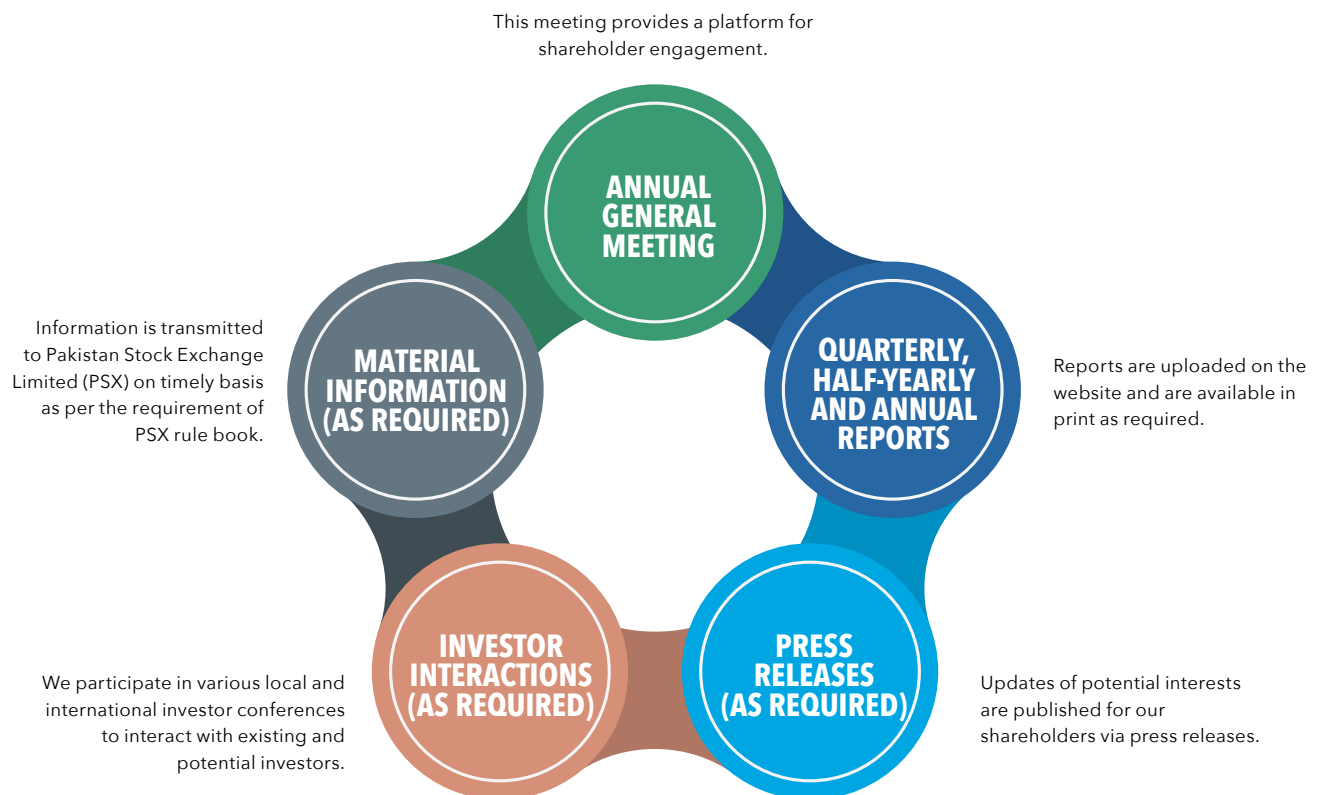 This meeting provides a platform for
shareholder engagement.
ANNUAL
GENERAL
MEETING
QUARTERLY,
HALF-YEARLY
AND ANNUAL
REPORTS
Reports are uploaded on the
website and are available in
print as required.
PRESS
RELEASES
(AS REQUIRED)
Updates of potential interests
are published for our
shareholders via press releases.
INVESTOR
INTERACTIONS
(AS REQUIRED)
We participate in various local and
international investor conferences
to interact with existing and
potential investors.
MATERIAL
INFORMATION
(AS REQUIRED)
Information is transmitted
to Pakistan Stock Exchange
Limited (PSX) on timely basis
as per the requirement of
PSX rule book.